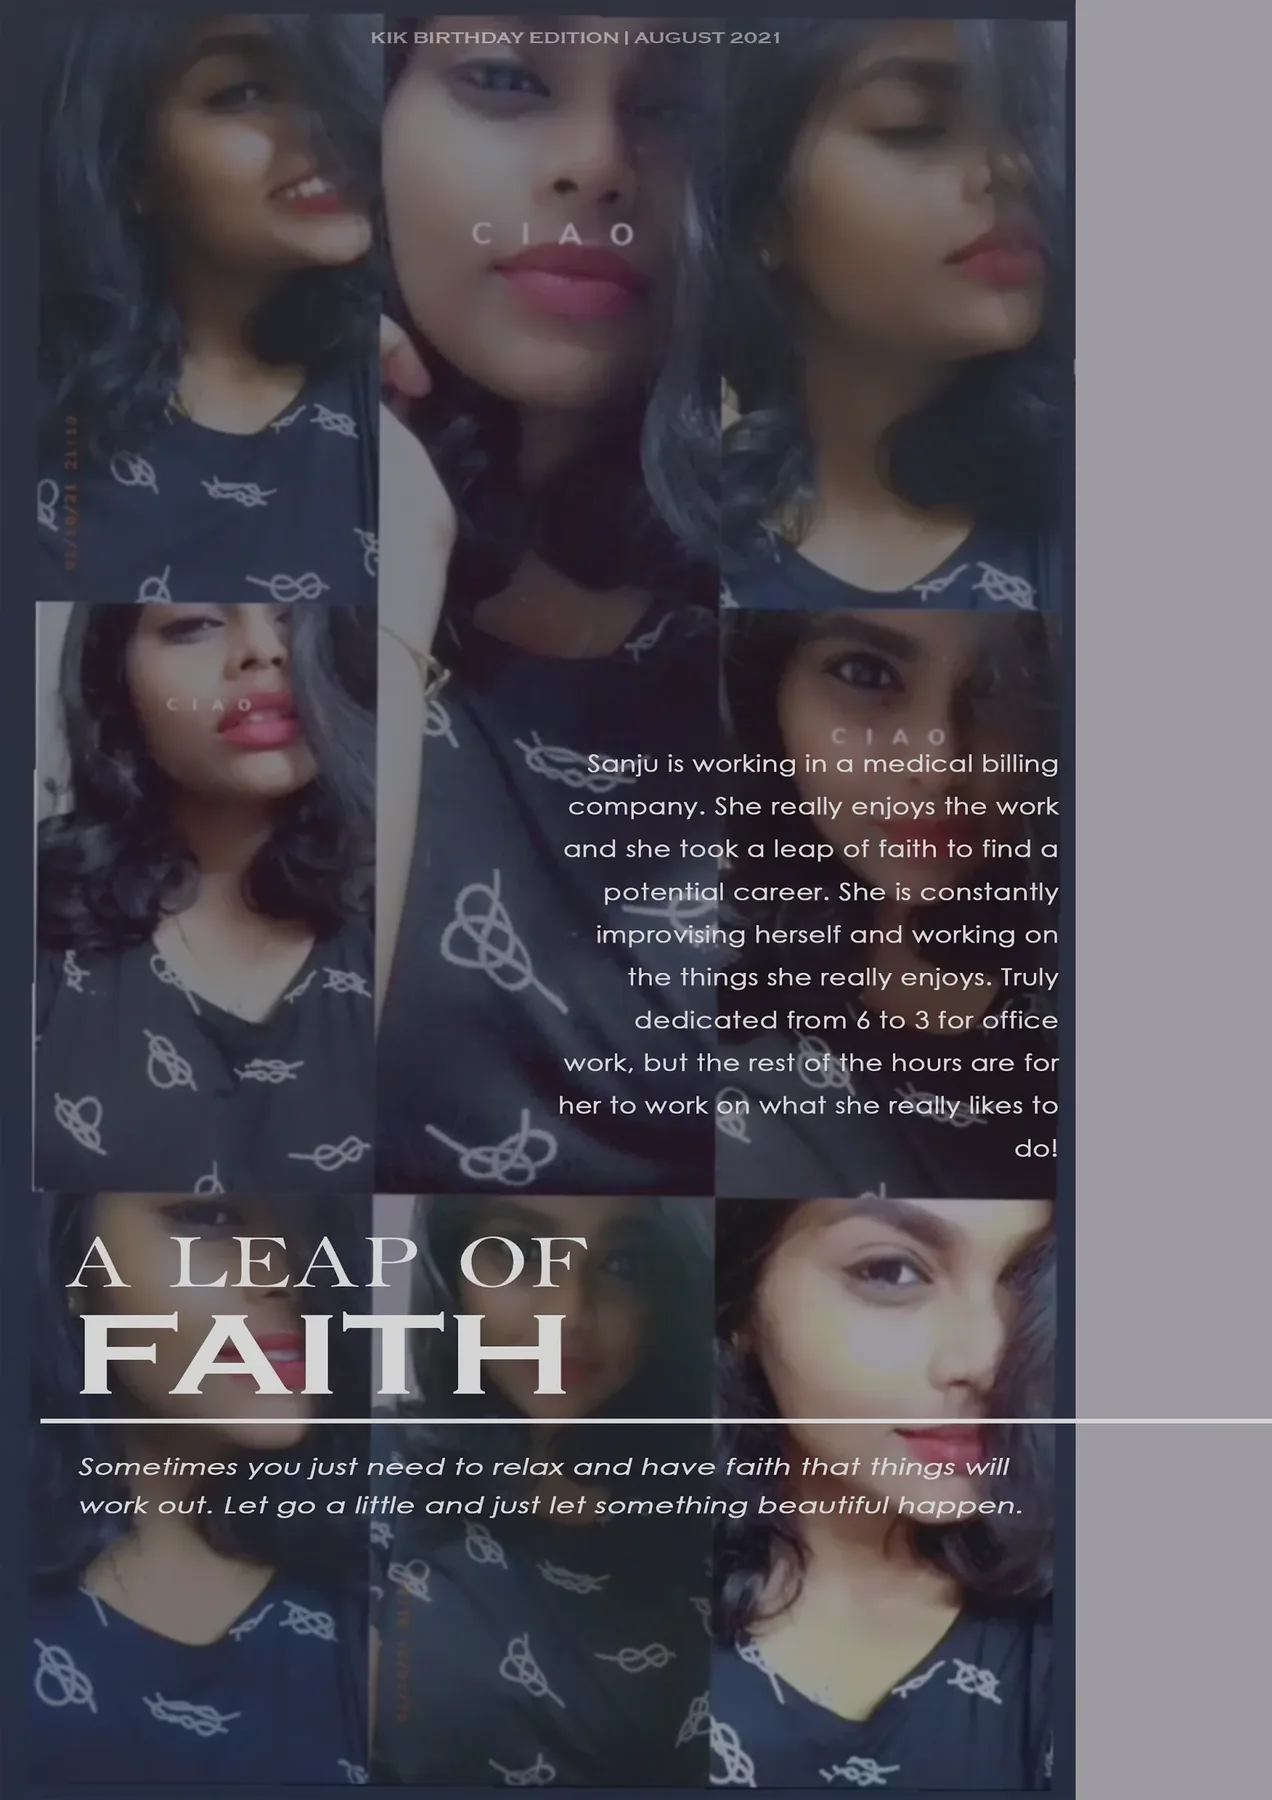 KIK BIRTHDAY EDITION | AUGUST 2021
C I A O
C I A O
C I A O
Sanju is working in a medical billing
company. She really enjoys the work
and she took a leap of faith to find a
potential career. She is constantly
improvising herself and working on
the things she really enjoys. Truly
dedicated from 6 to 3 for office
work, but the rest of the hours are for
her to work on what she really likes to
do!
A LEAP OF
FAITH
Sometimes you just need to relax and have faith that things will
work out. Let go a little and just let something beautiful happen.